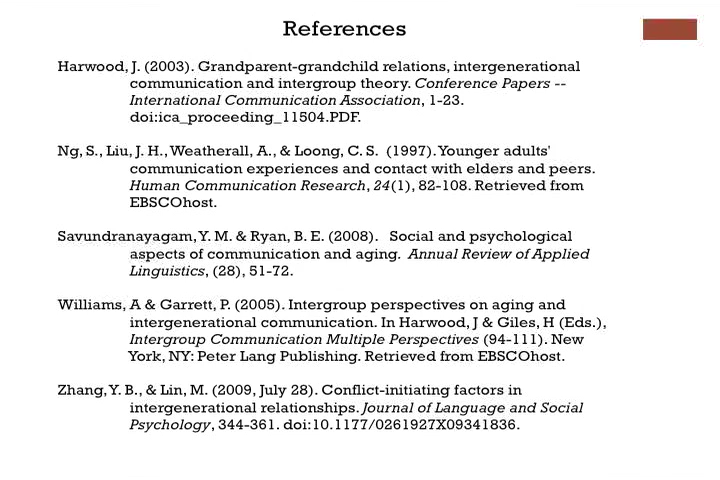 References
Harwood, J. (2003). Grandparent-grandchild relations, intergenerational
communication and intergroup theory. Conference Papers --
International Communication Association, 1-23.
doi:ica_proceeding_11504.PDF.
Ng, S., Liu, J. H., Weatherall, A., & Loong, C. S. (1997). Younger adults'
communication experiences and contact with elders and peers.
Human Communication Research, 24(1), 82-108. Retrieved from
EBSCOhost.
Savundranayagam, Y. M. & Ryan, B. E. (2008). Social and psychological
aspects of communication and aging. Annual Review of Applied
Linguistics, (28), 51-72.
Williams, A & Garrett, P. (2005). Intergroup perspectives on aging and
intergenerational communication. In Harwood, J & Giles, H (Eds.),
Intergroup Communication Multiple Perspectives (94-111). New
York, NY: Peter Lang Publishing. Retrieved from EBSCOhost.
Zhang, Y. B., & Lin, M. (2009, July 28). Conflict-initiating factors in
intergenerational relationships. Journal of Language and Social
Psychology, 344-361. doi:10.1177/0261927X09341836.